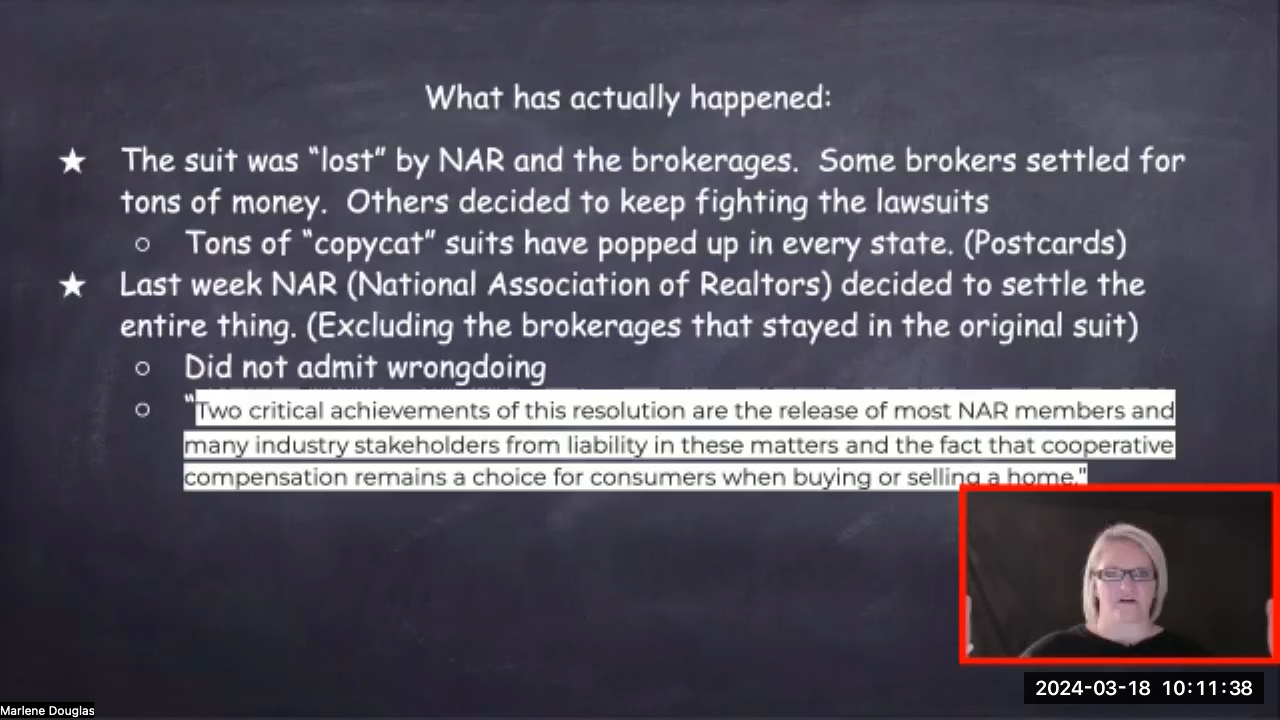 What has actually happened:
★ The suit was “lost” by NAR and the brokerages. Some brokers settled for
tons of money. Others decided to keep fighting the lawsuits
○ Tons of “copycat” suits have popped up in every state. (Postcards)
★ Last week NAR (National Association of Realtors) decided to settle the
entire thing. (Excluding the brokerages that stayed in the original suit)
○ Did not admit wrongdoing
○ “Two critical achievements of this resolution are the release of most NAR members and
many industry stakeholders from liability in these matters and the fact that cooperative
compensation remains a choice for consumers when buying or selling a home."
2024-03-18 10:11:38
Marlene Douglas